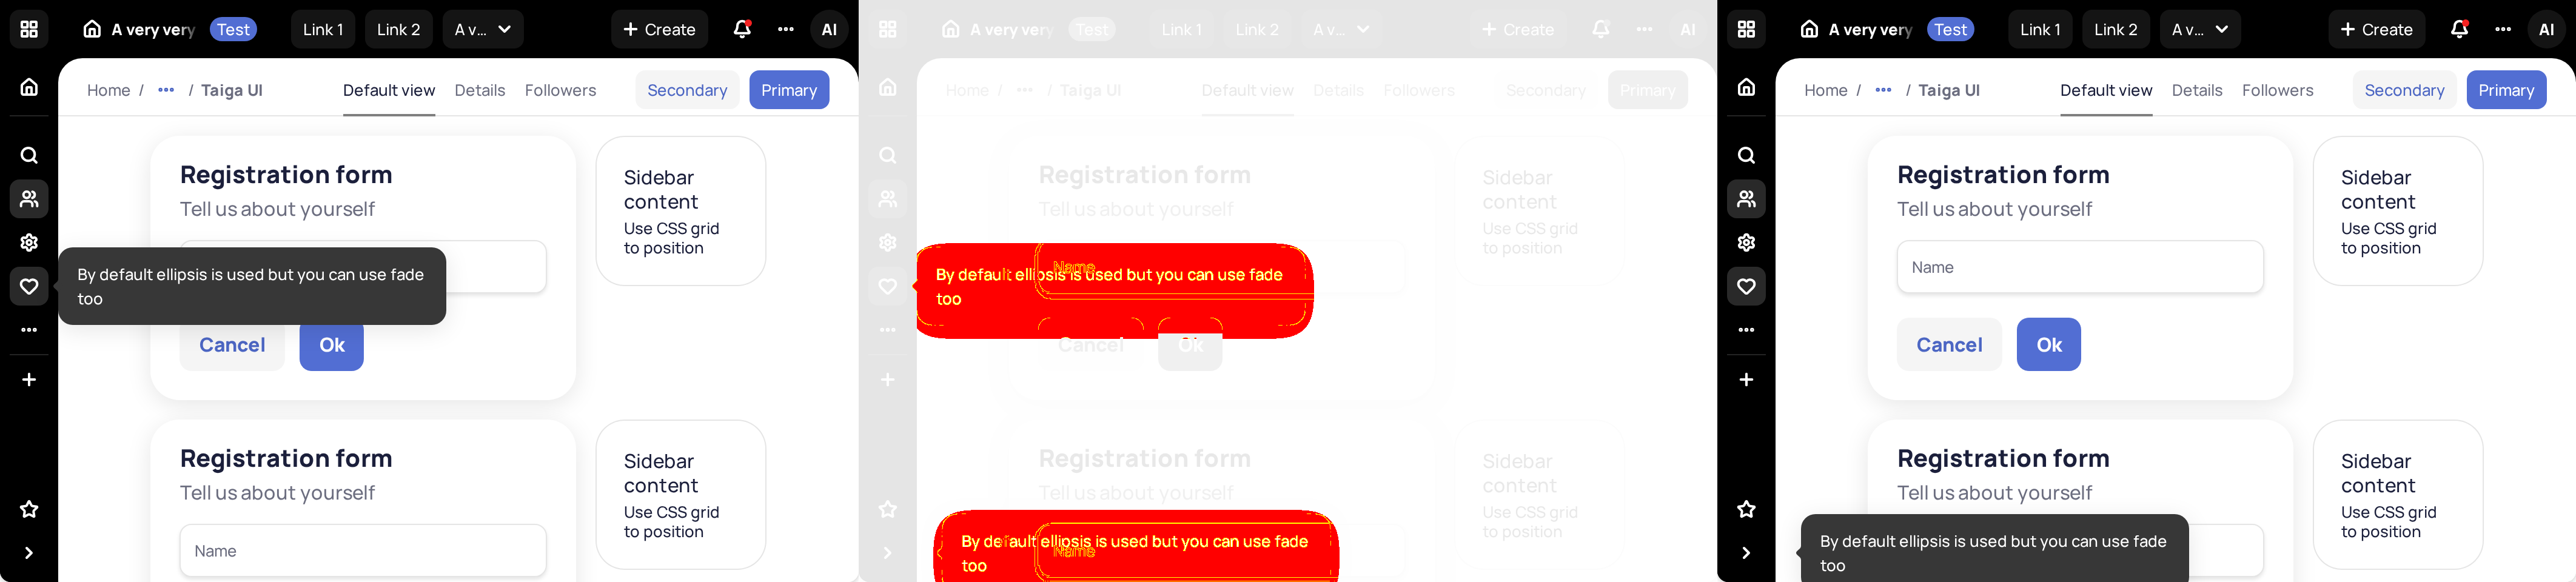 A very very Test Link 1 Link 2 A v... Create AI
Home / ... / Taiga UI Default view Details Followers Secondary Primary
Registration form
Tell us about yourself
By default ellipsis is used but you can use fade
too
Cancel Ok
Sidebar
content
Use CSS grid
to position
Registration form
Tell us about yourself
Name
Sidebar
content
Use CSS grid
to position
A very very Test Link 1 Link 2 A v... Create AI
Home / ... / Taiga UI Default view Details Followers Secondary Primary
Registration form
Tell us about yourself
Name
By default ellipsis is used but you can use fade
too
Cancel Ok
Sidebar
content
Use CSS grid
to position
Registration form
Tell us about yourself
Name
By default ellipsis is used but you can use fade
too
Sidebar
content
Use CSS grid
to position
A very very Test Link 1 Link 2 A v... Create AI
Home / ... / Taiga UI Default view Details Followers Secondary Primary
Registration form
Tell us about yourself
Name
Cancel Ok
Sidebar
content
Use CSS grid
to position
Registration form
Tell us about yourself
By default ellipsis is used but you can use fade
too
Sidebar
content
Use CSS grid
to position